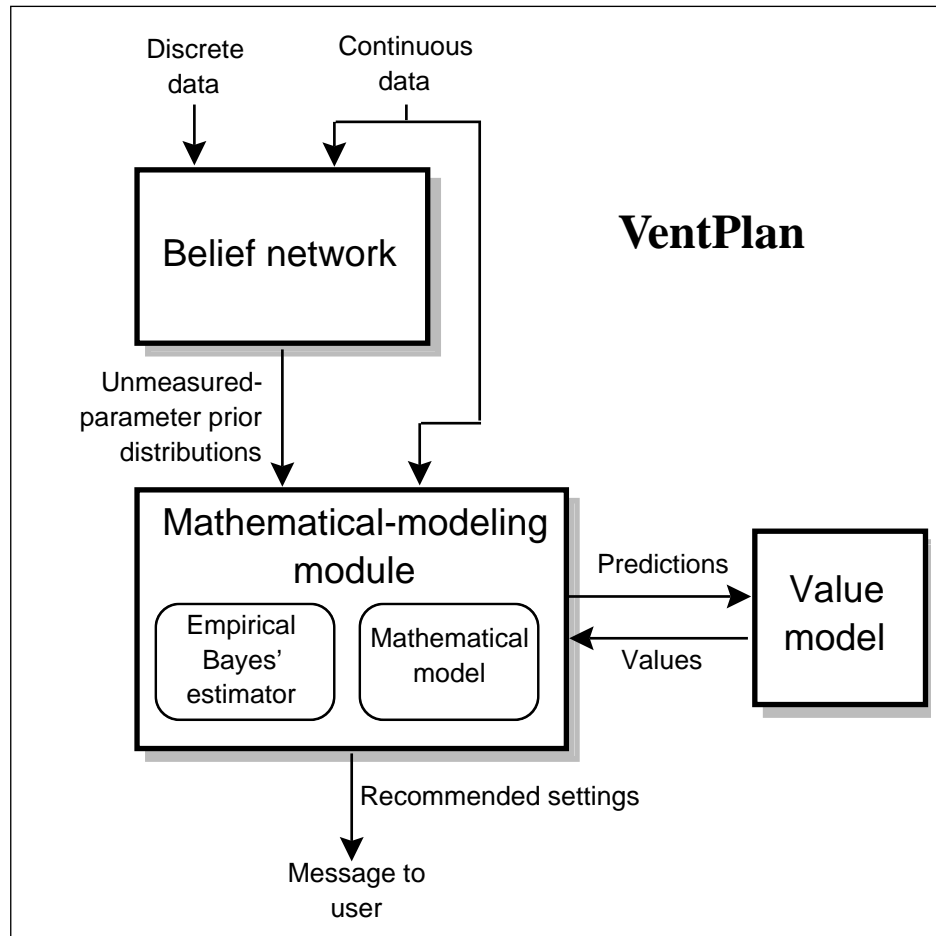 Discrete
data
Continuous
data
VentPlan
Belief network
Unmeasured-
parameter prior
distributions
Mathematical-modeling
module
Empirical
Bayes’
estimator
Mathematical
model
Predictions
Values
Value
model
Recommended settings
Message to
user